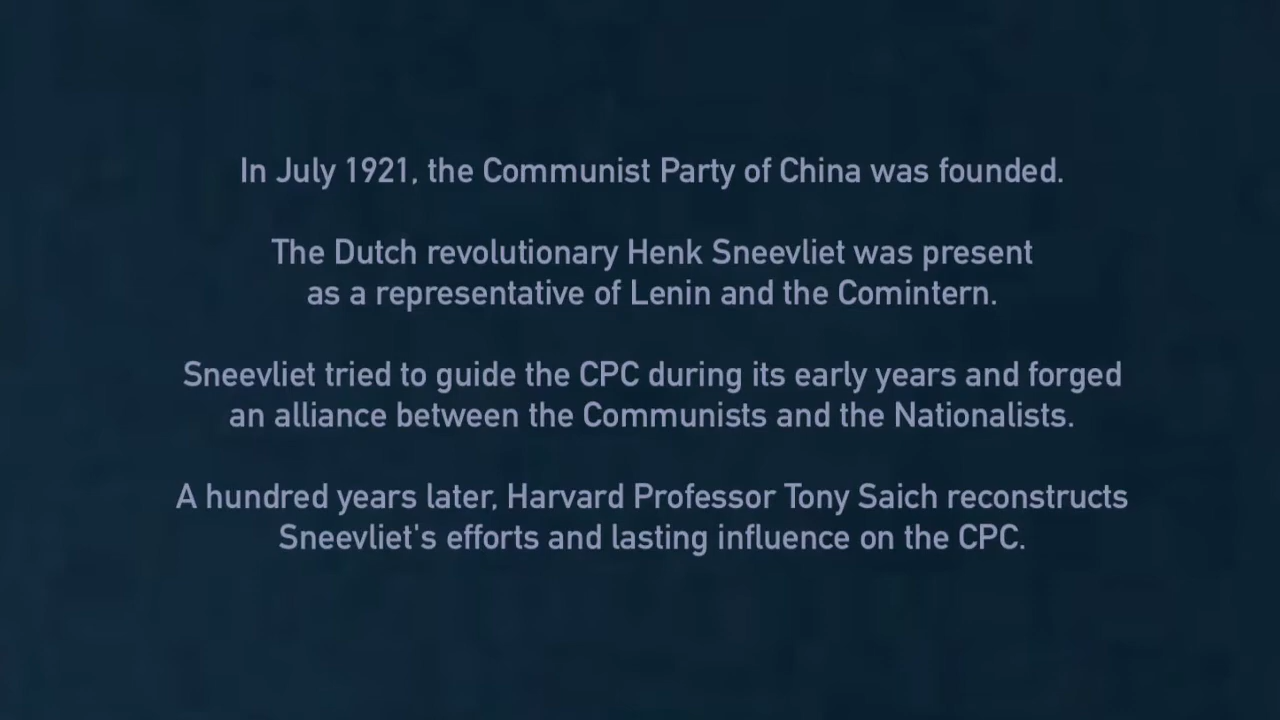 In July 1921, the Communist Party of China was founded.
The Dutch revolutionary Henk Sneevliet was present
as a representative of Lenin and the Comintern.
Sneevliet tried to guide the CPC during its early years and forged
an alliance between the Communists and the Nationalists.
A hundred years later, Harvard Professor Tony Saich reconstructs
Sneevliet's efforts and lasting influence on the CPC.